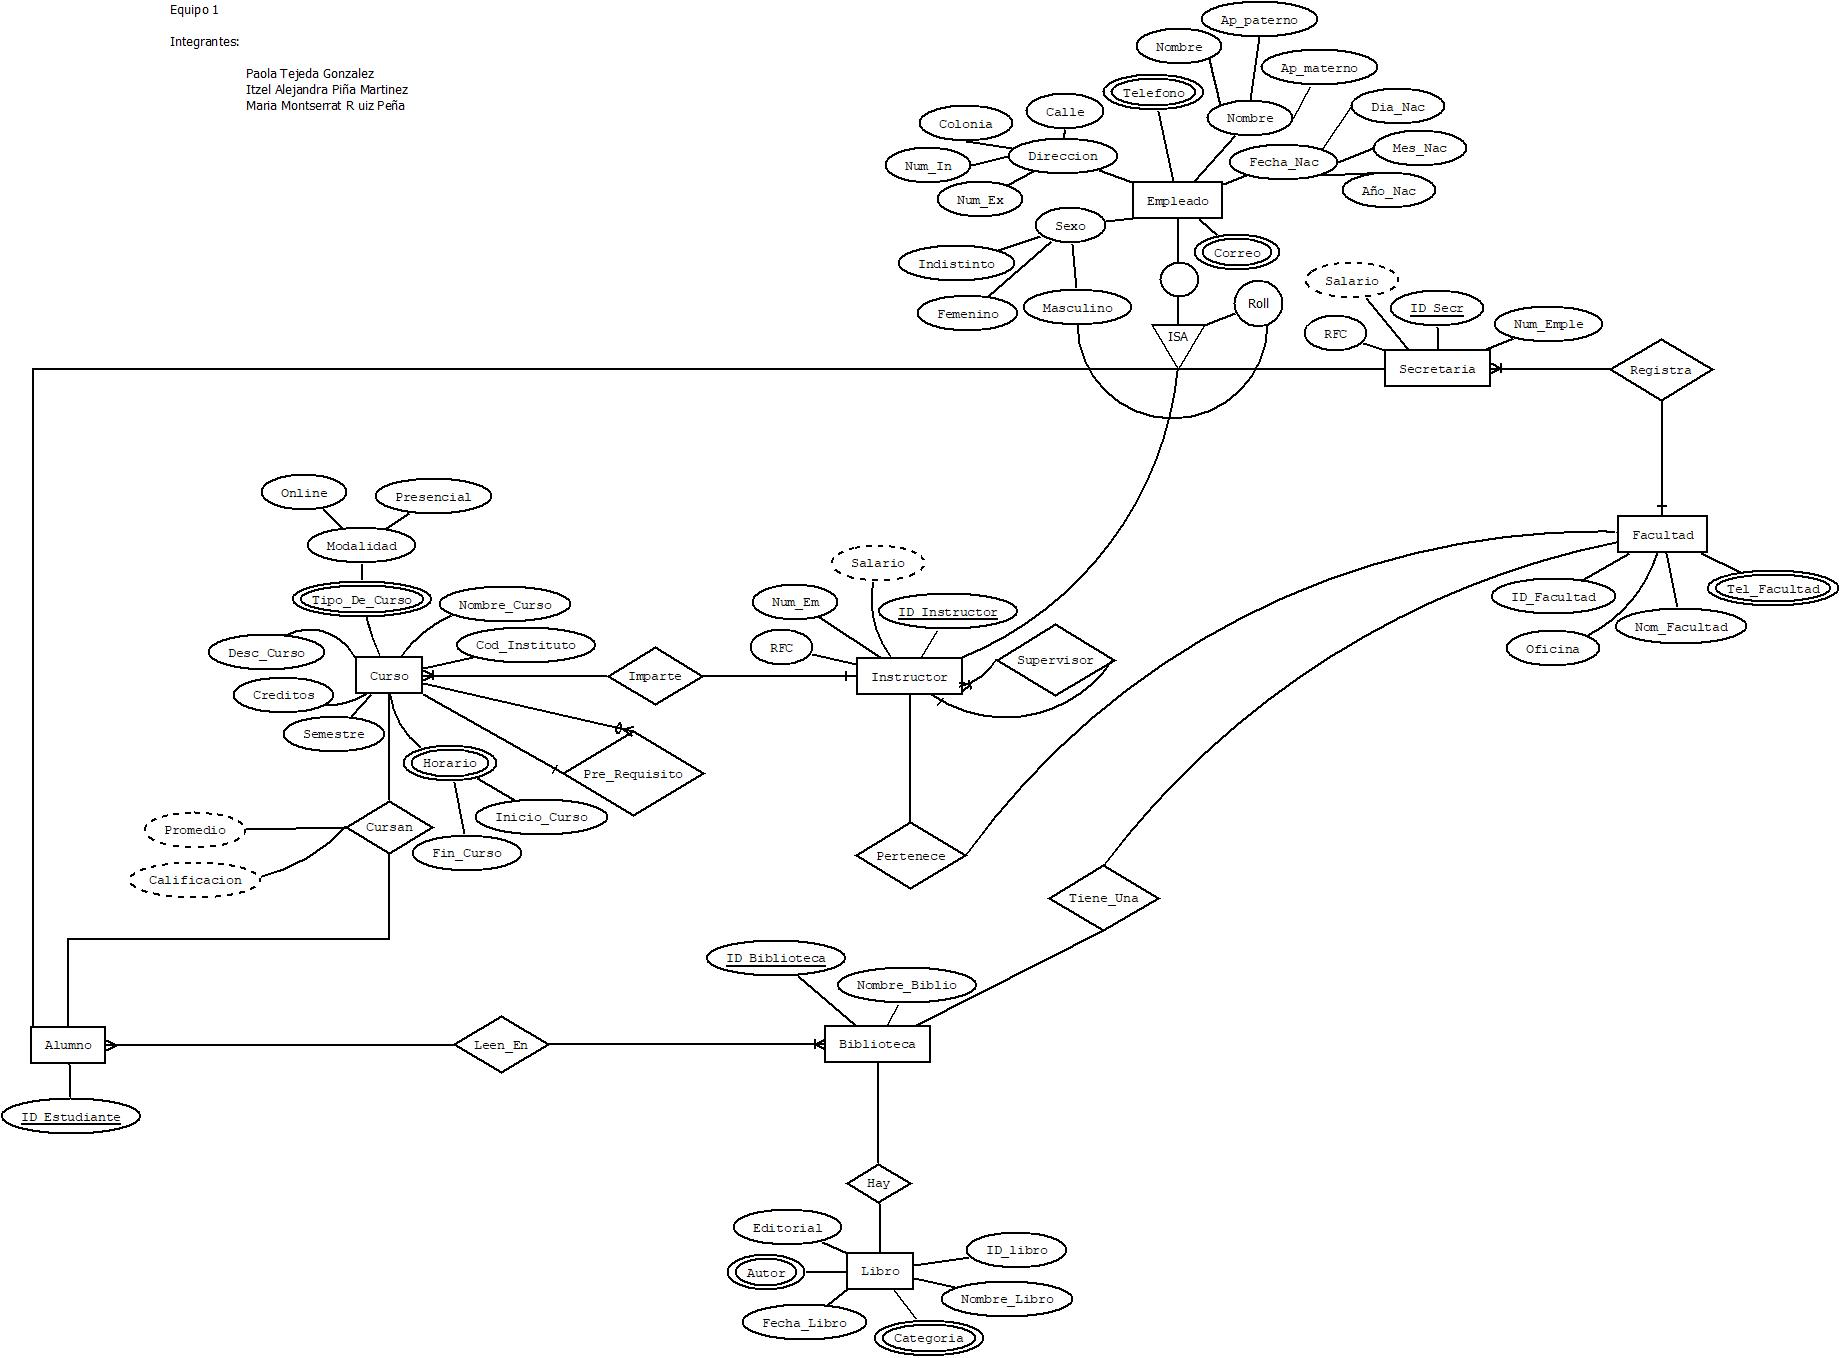 Equipo 1
Integrantes:
Paola Tejeda Gonzalez
Itzel Alejandra Piña Martinez
Maria Montserrat R uiz Peña
Ap_paterno
Nombre
Ap_materno
Telefono
Nombre
Dia_Nac
Calle
Colonia
Direccion
Fecha_Nac
Mes_Nac
Num_In
Año_Nac
Num_Ex
Empleado
Sexo
Correo
Indistinto
Femenino
Masculino
Roll
ISA
Salario
ID_Secr
RFC
Num_Emple
Secretaria
Registra
Online
Presencial
Modalidad
Tipo_De_Curso
Nombre_Curso
Desc_Curso
Cod_Instituto
Curso
Creditos
Semestre
Horario
Inicio_Curso
Fin_Curso
Pre_Requisito
Imparte
Salario
Num_Em
ID_Instructor
RFC
Instructor
Supervisor
Facultad
ID_Facultad
Tel_Facultad
Nom_Facultad
Oficina
Promedio
Cursan
Calificacion
Pertenece
Tiene_Una
ID_Biblioteca
Nombre_Biblio
Alumno
Leen_En
Biblioteca
ID_Estudiante
Hay
Editorial
ID_libro
Autor
Libro
Nombre_Libro
Fecha_Libro
Categoria